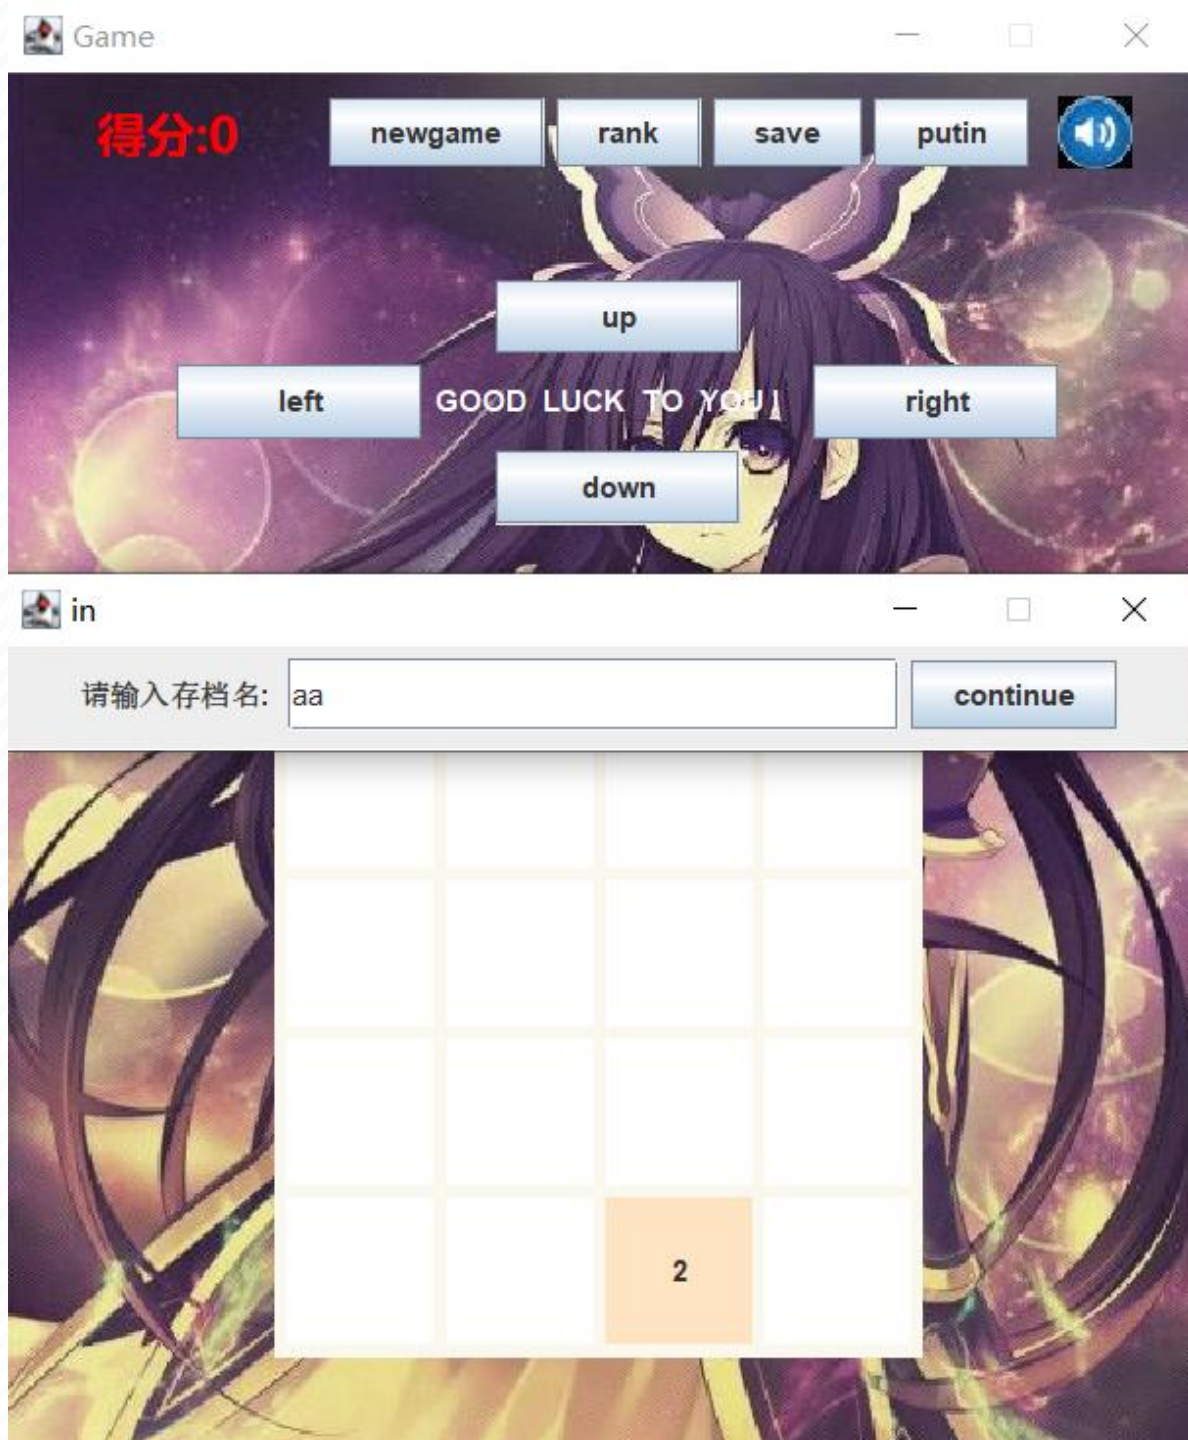 Game
得分:0 newgame rank save putin
up
left GOOD LUCK TO YOU! right
down
in
请输入存档名: aa continue
2